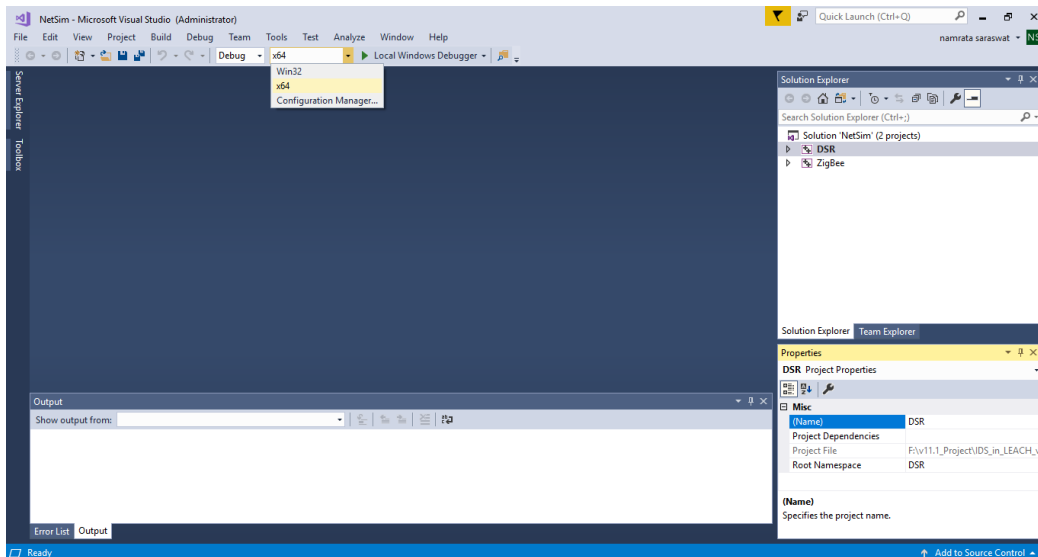 NetSim - Microsoft Visual Studio (Administrator)
Quick Launch (Ctrl+Q)
File Edit View Project Build Debug Team Tools Test Analyze Window Help
namrata saraswat NS
Debug x64 Local Windows Debugger
Win32
x64
Configuration Manager...
Server Explorer
Toolbox
Solution Explorer
Search Solution Explorer (Ctrl+;)
Solution 'NetSim' (2 projects)
DSR
ZigBee
Solution Explorer Team Explorer
Properties
DSR Project Properties
Misc
(Name) DSR
Project Dependencies
Project File F:\v11.1_Project\IDS_in_LEACH_v
Root Namespace DSR
(Name)
Specifies the project name.
Output
Show output from:
Error List Output
Ready
Add to Source Control